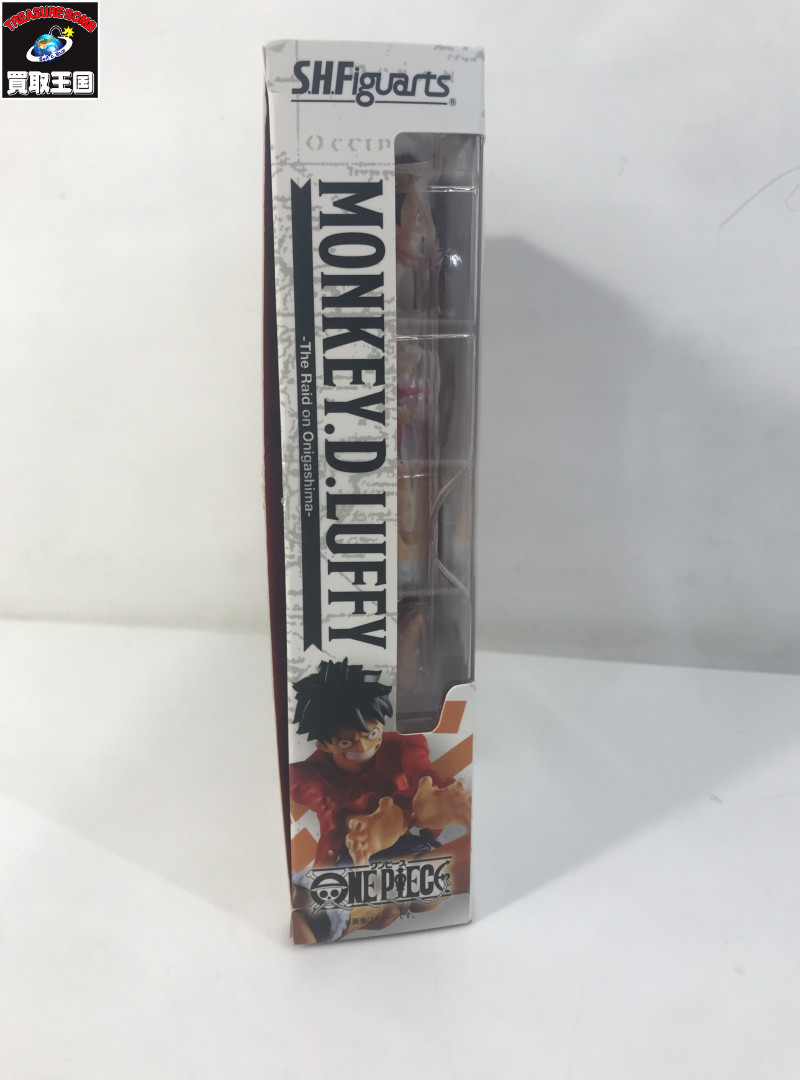 TREASURE BOMB
買取王国
S.H.Figuarts®
MONKEY.D.LUFFY
-The Raid on Onigashima-
ワンピース
ONE PIECE